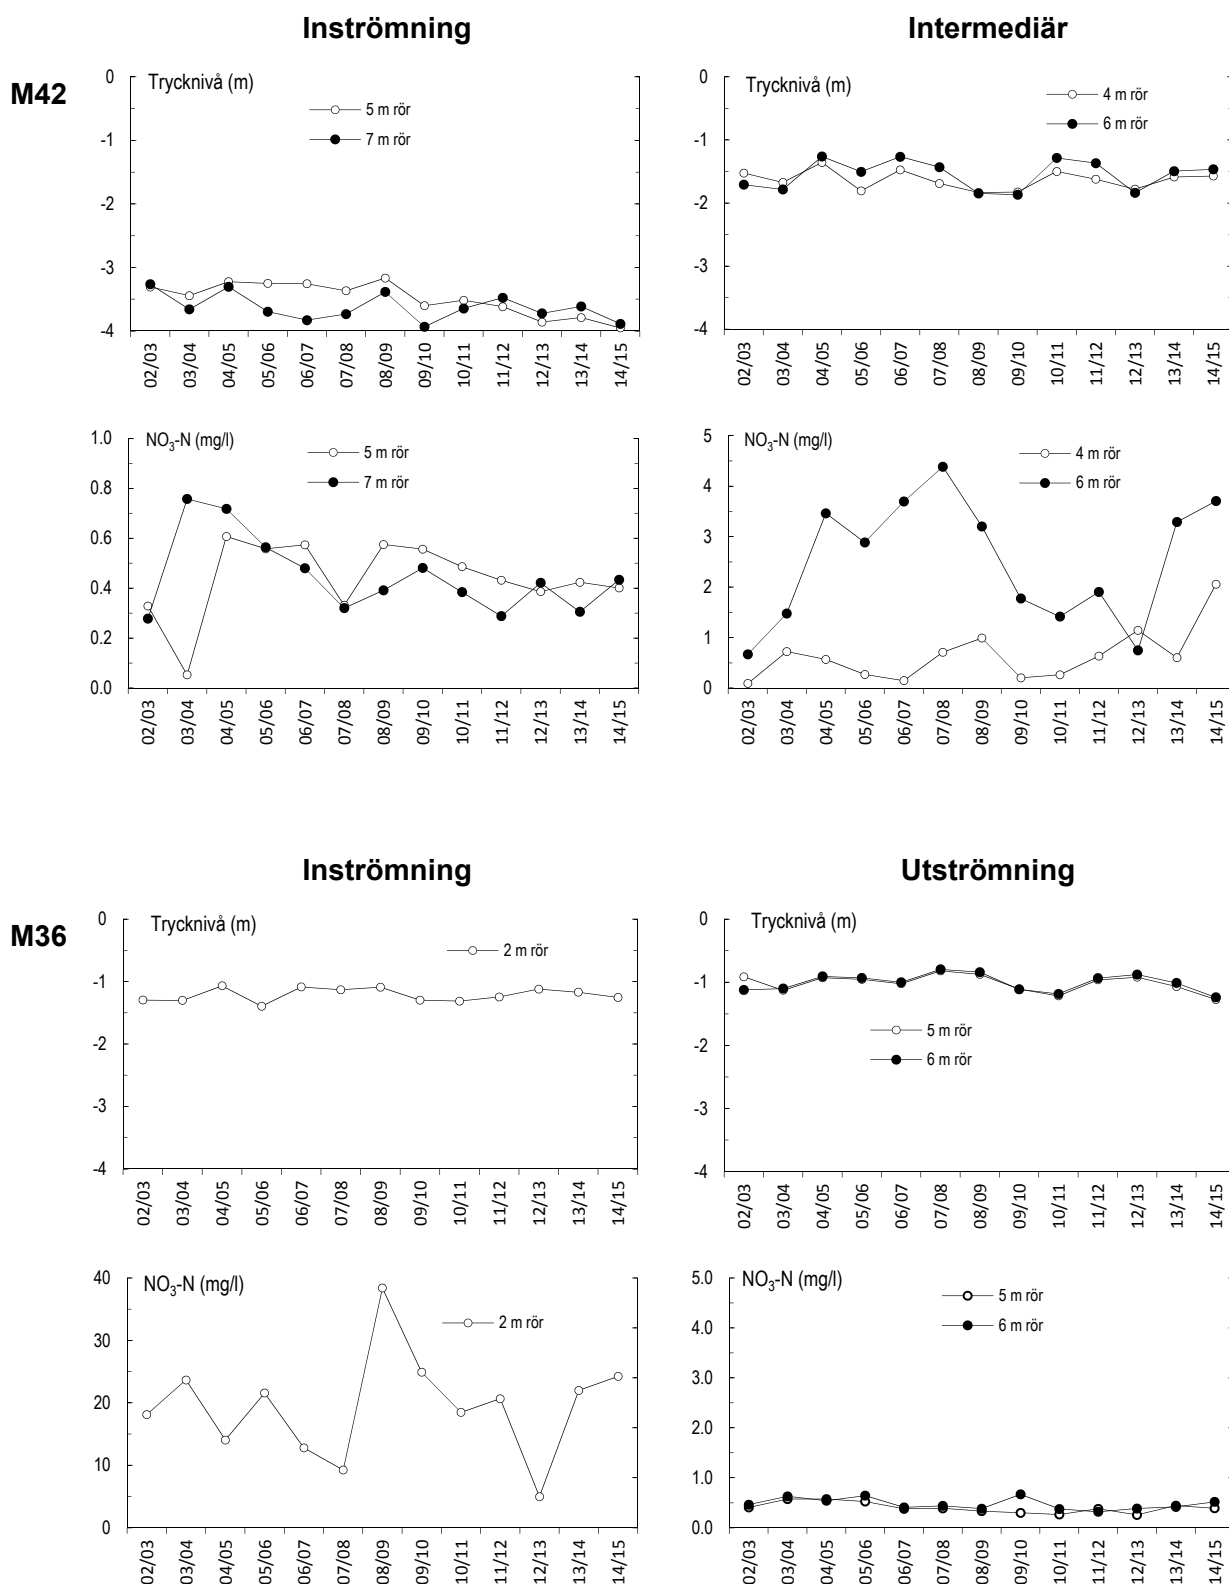 Inströmning
Intermediär
M42
Trycknivå (m)
5 m rör
7 m rör
0
-1
-2
-3
-4
02/03 03/04 04/05 05/06 06/07 07/08 08/09 09/10 10/11 11/12 12/13 13/14 14/15
Trycknivå (m)
4 m rör
6 m rör
0
-1
-2
-3
-4
02/03 03/04 04/05 05/06 06/07 07/08 08/09 09/10 10/11 11/12 12/13 13/14 14/15
NO₃-N (mg/l)
5 m rör
7 m rör
1.0
0.8
0.6
0.4
0.2
0.0
02/03 03/04 04/05 05/06 06/07 07/08 08/09 09/10 10/11 11/12 12/13 13/14 14/15
NO₃-N (mg/l)
4 m rör
6 m rör
5
4
3
2
1
0
02/03 03/04 04/05 05/06 06/07 07/08 08/09 09/10 10/11 11/12 12/13 13/14 14/15
Inströmning
Utströmning
M36
Trycknivå (m)
2 m rör
0
-1
-2
-3
-4
02/03 03/04 04/05 05/06 06/07 07/08 08/09 09/10 10/11 11/12 12/13 13/14 14/15
Trycknivå (m)
5 m rör
6 m rör
0
-1
-2
-3
-4
02/03 03/04 04/05 05/06 06/07 07/08 08/09 09/10 10/11 11/12 12/13 13/14 14/15
NO₃-N (mg/l)
2 m rör
40
30
20
10
0
02/03 03/04 04/05 05/06 06/07 07/08 08/09 09/10 10/11 11/12 12/13 13/14 14/15
NO₃-N (mg/l)
5 m rör
6 m rör
5.0
4.0
3.0
2.0
1.0
0.0
02/03 03/04 04/05 05/06 06/07 07/08 08/09 09/10 10/11 11/12 12/13 13/14 14/15